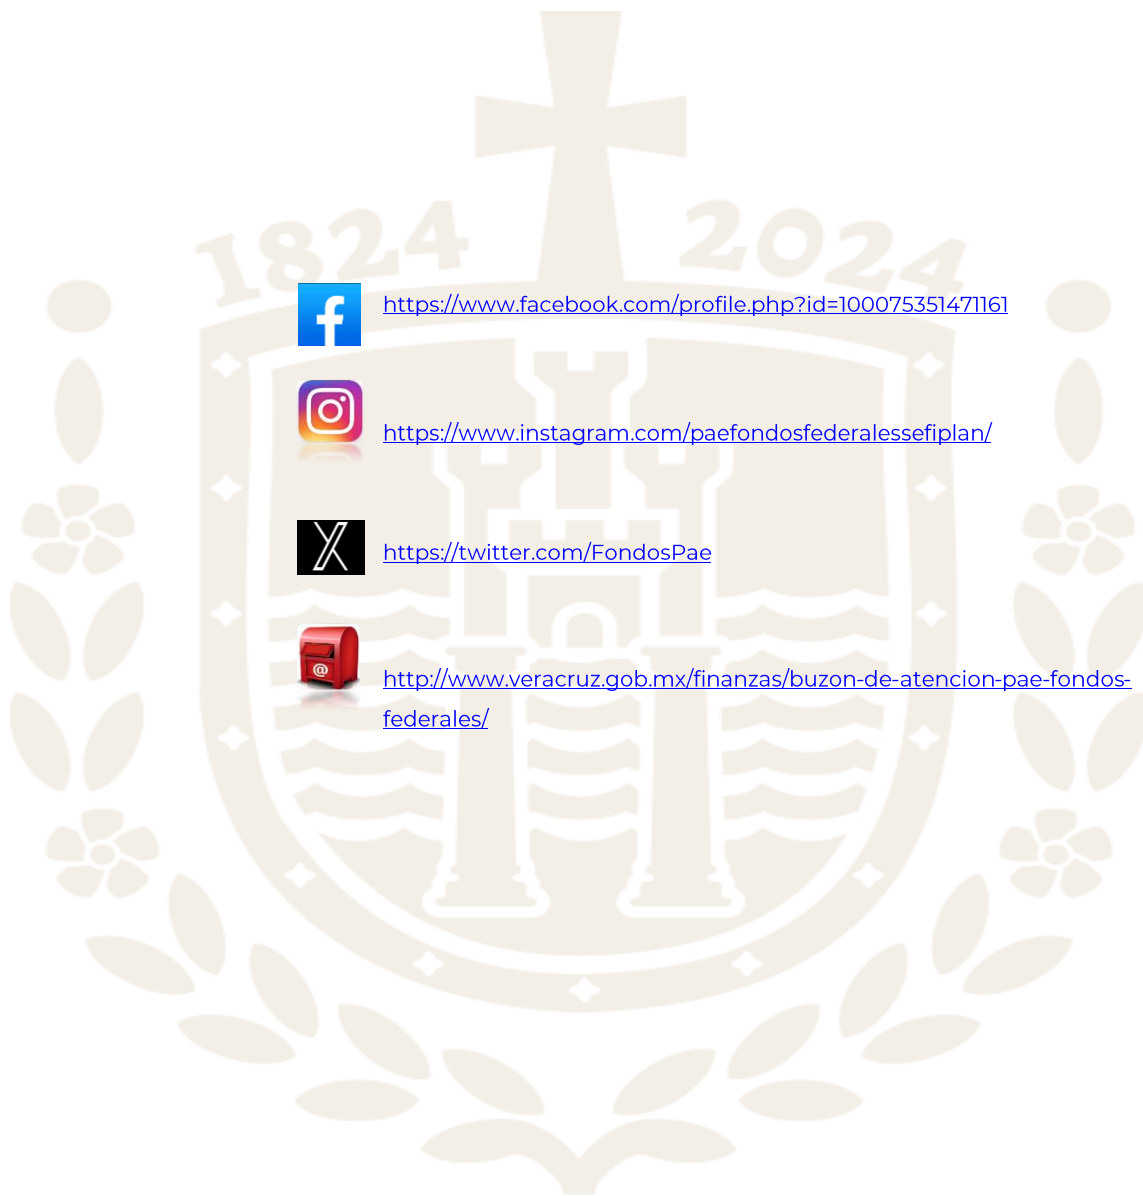 1824 2024
https://www.facebook.com/profile.php?id=100075351471161
https://www.instagram.com/paefondosfederalessefiplan/
https://twitter.com/FondosPae
@
http://www.veracruz.gob.mx/finanzas/buzon-de-atencion-pae-fondos-
federales/